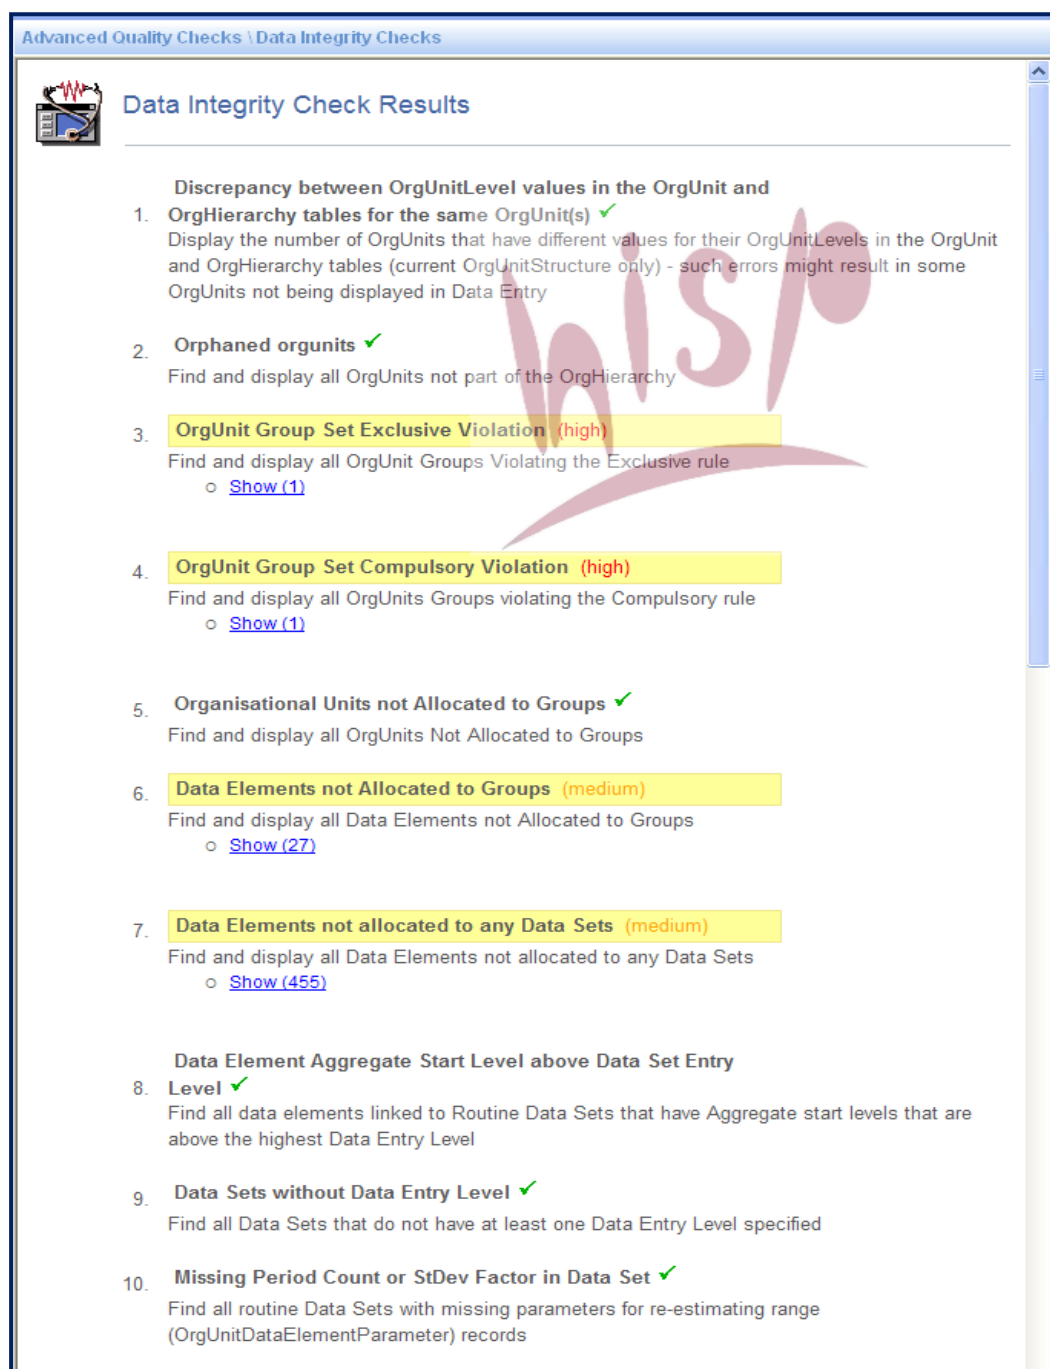 Advanced Quality Checks \ Data Integrity Checks
Data Integrity Check Results
Discrepancy between OrgUnitLevel values in the OrgUnit and
1. OrgHierarchy tables for the same OrgUnit(s) ✓
Display the number of OrgUnits that have different values for their OrgUnitLevels in the OrgUnit
and OrgHierarchy tables (current OrgUnitStructure only) - such errors might result in some
OrgUnits not being displayed in Data Entry
2. Orphaned orgunits ✓
Find and display all OrgUnits not part of the OrgHierarchy
hisp
3. OrgUnit Group Set Exclusive Violation (high)
Find and display all OrgUnit Groups Violating the Exclusive rule
o Show (1)
4. OrgUnit Group Set Compulsory Violation (high)
Find and display all OrgUnits Groups violating the Compulsory rule
o Show (1)
5. Organisational Units not Allocated to Groups ✓
Find and display all OrgUnits Not Allocated to Groups
6. Data Elements not Allocated to Groups (medium)
Find and display all Data Elements not Allocated to Groups
o Show (27)
7. Data Elements not allocated to any Data Sets (medium)
Find and display all Data Elements not allocated to any Data Sets
o Show (455)
Data Element Aggregate Start Level above Data Set Entry
8. Level ✓
Find all data elements linked to Routine Data Sets that have Aggregate start levels that are
above the highest Data Entry Level
9. Data Sets without Data Entry Level ✓
Find all Data Sets that do not have at least one Data Entry Level specified
10. Missing Period Count or StDev Factor in Data Set ✓
Find all routine Data Sets with missing parameters for re-estimating range
(OrgUnitDataElementParameter) records